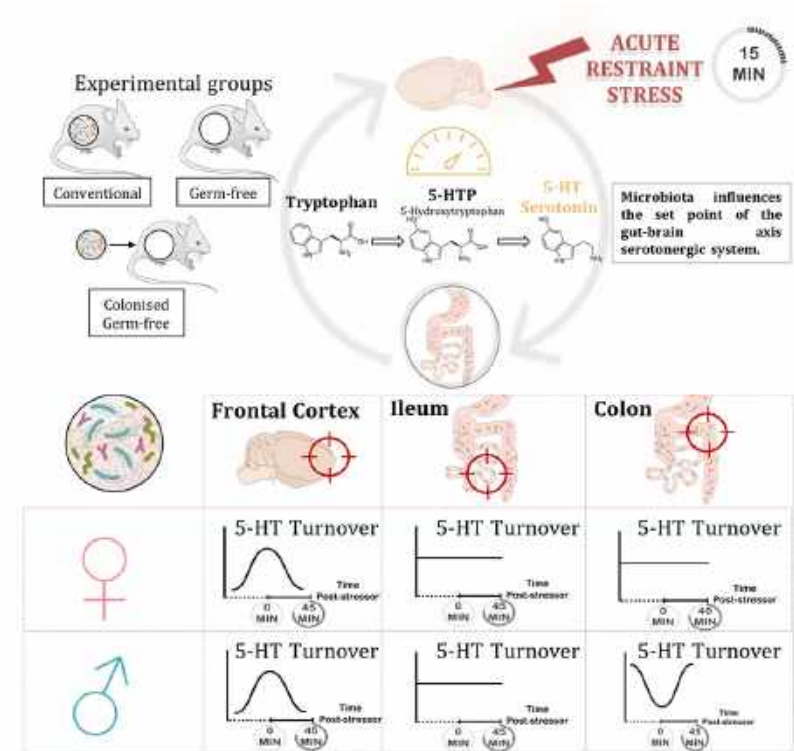 Experimental groups
Conventional
Germ-free
Colonised
Germ-free
ACUTE
RESTRAINT
STRESS
15
MIN
Tryptophan
5-HTP
5-Hydroxytryptophan
5-HT
Serotonin
Microbiota influences
the set point of the
gut-brain axis
serotonergic system.
Frontal Cortex
Ileum
Colon
5-HT Turnover
Time
Post-stressor
0
MIN
45
MIN
5-HT Turnover
Time
Post-stressor
0
MIN
45
MIN
5-HT Turnover
Time
Post-stressor
0
MIN
45
MIN
5-HT Turnover
Time
Post-stressor
0
MIN
45
MIN
5-HT Turnover
Time
Post-stressor
0
MIN
45
MIN
5-HT Turnover
Time
Post-stressor
0
MIN
45
MIN